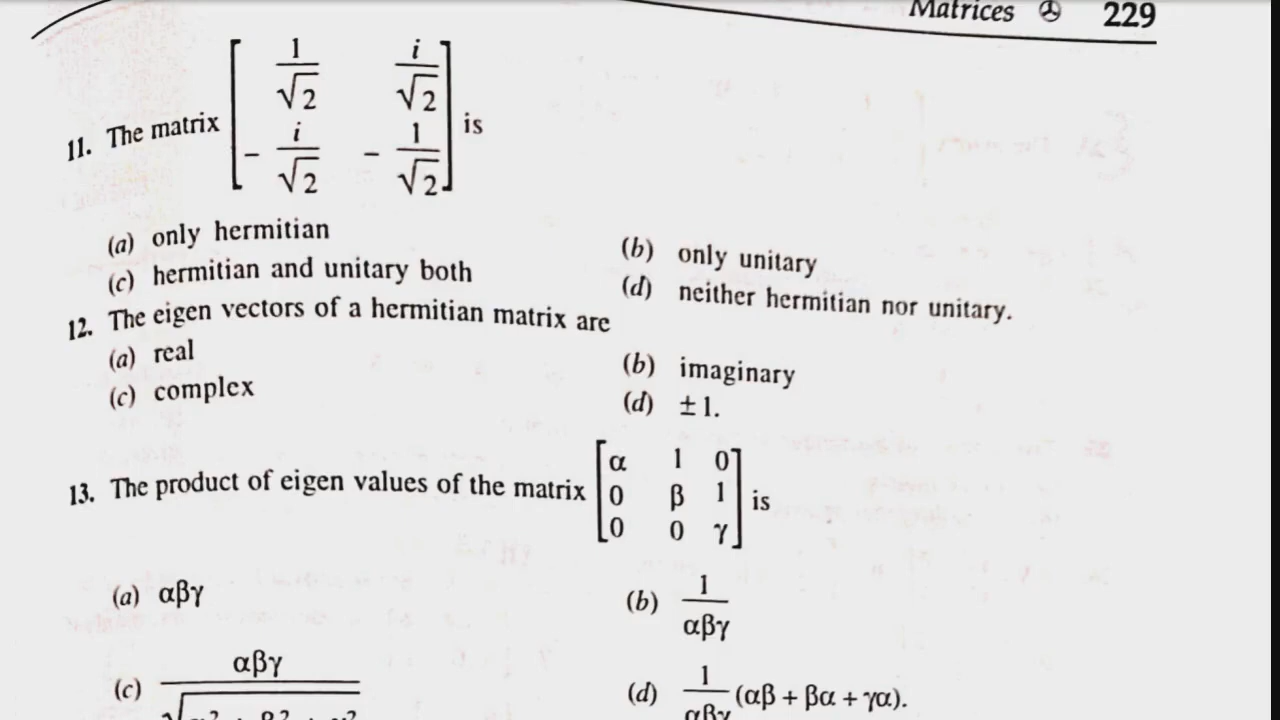 Matrices 229
11. The matrix [ 1/√2 i/√2
- i/√2 - 1/√2 ] is
(a) only hermitian (b) only unitary
(c) hermitian and unitary both (d) neither hermitian nor unitary.
12. The eigen vectors of a hermitian matrix are
(a) real (b) imaginary
(c) complex (d) ±1.
13. The product of eigen values of the matrix [ α 1 0
0 β 1
0 0 γ ] is
(a) αβγ (b) 1/αβγ
(c) αβγ (d) 1/αβγ (αβ + βα + γα).